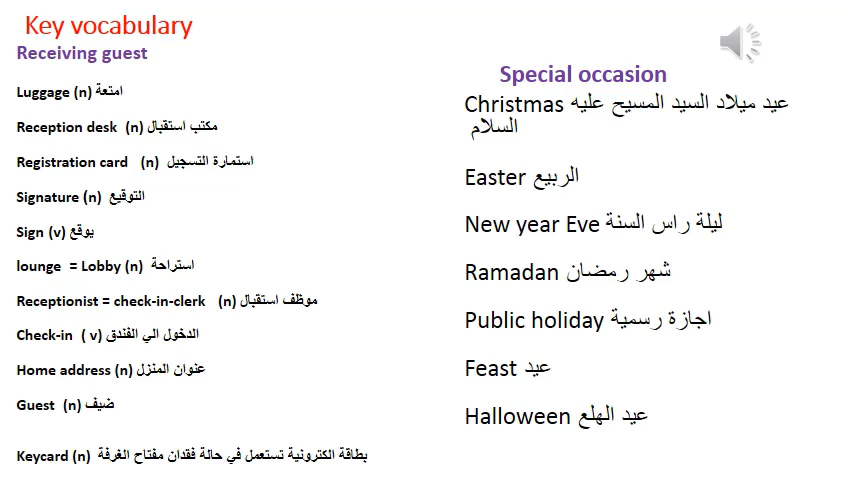 Key vocabulary
Receiving guest
Luggage (n) امتعة
Reception desk (n) مكتب استقبال
Registration card (n) استمارة التسجيل
Signature (n) التوقيع
Sign (v) يوقع
lounge = Lobby (n) استراحة
Receptionist = check-in-clerk (n) موظف استقبال
Check-in ( v) الدخول الي الفندق
Home address (n) عنوان المنزل
Guest (n) ضيف
Keycard (n) بطاقة الكترونية تستعمل في حالة فقدان مفتاح الغرفة
Special occasion
Christmas عيد ميلاد السيد المسيح عليه
السلام
Easter الربيع
New year Eve ليلة راس السنة
Ramadan شهر رمضان
Public holiday اجازة رسمية
Feast عيد
Halloween عيد الهلع